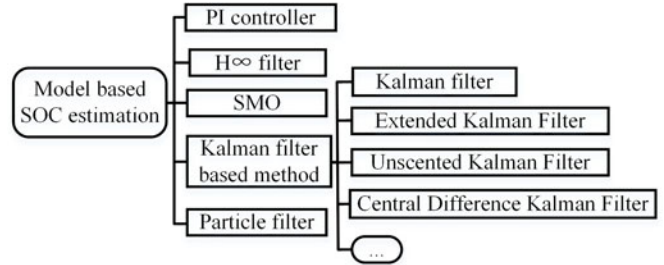 Model based
SOC estimation
PI controller
H∞ filter
SMO
Kalman filter
based method
Particle filter
Kalman filter
Extended Kalman Filter
Unscented Kalman Filter
Central Difference Kalman Filter
...